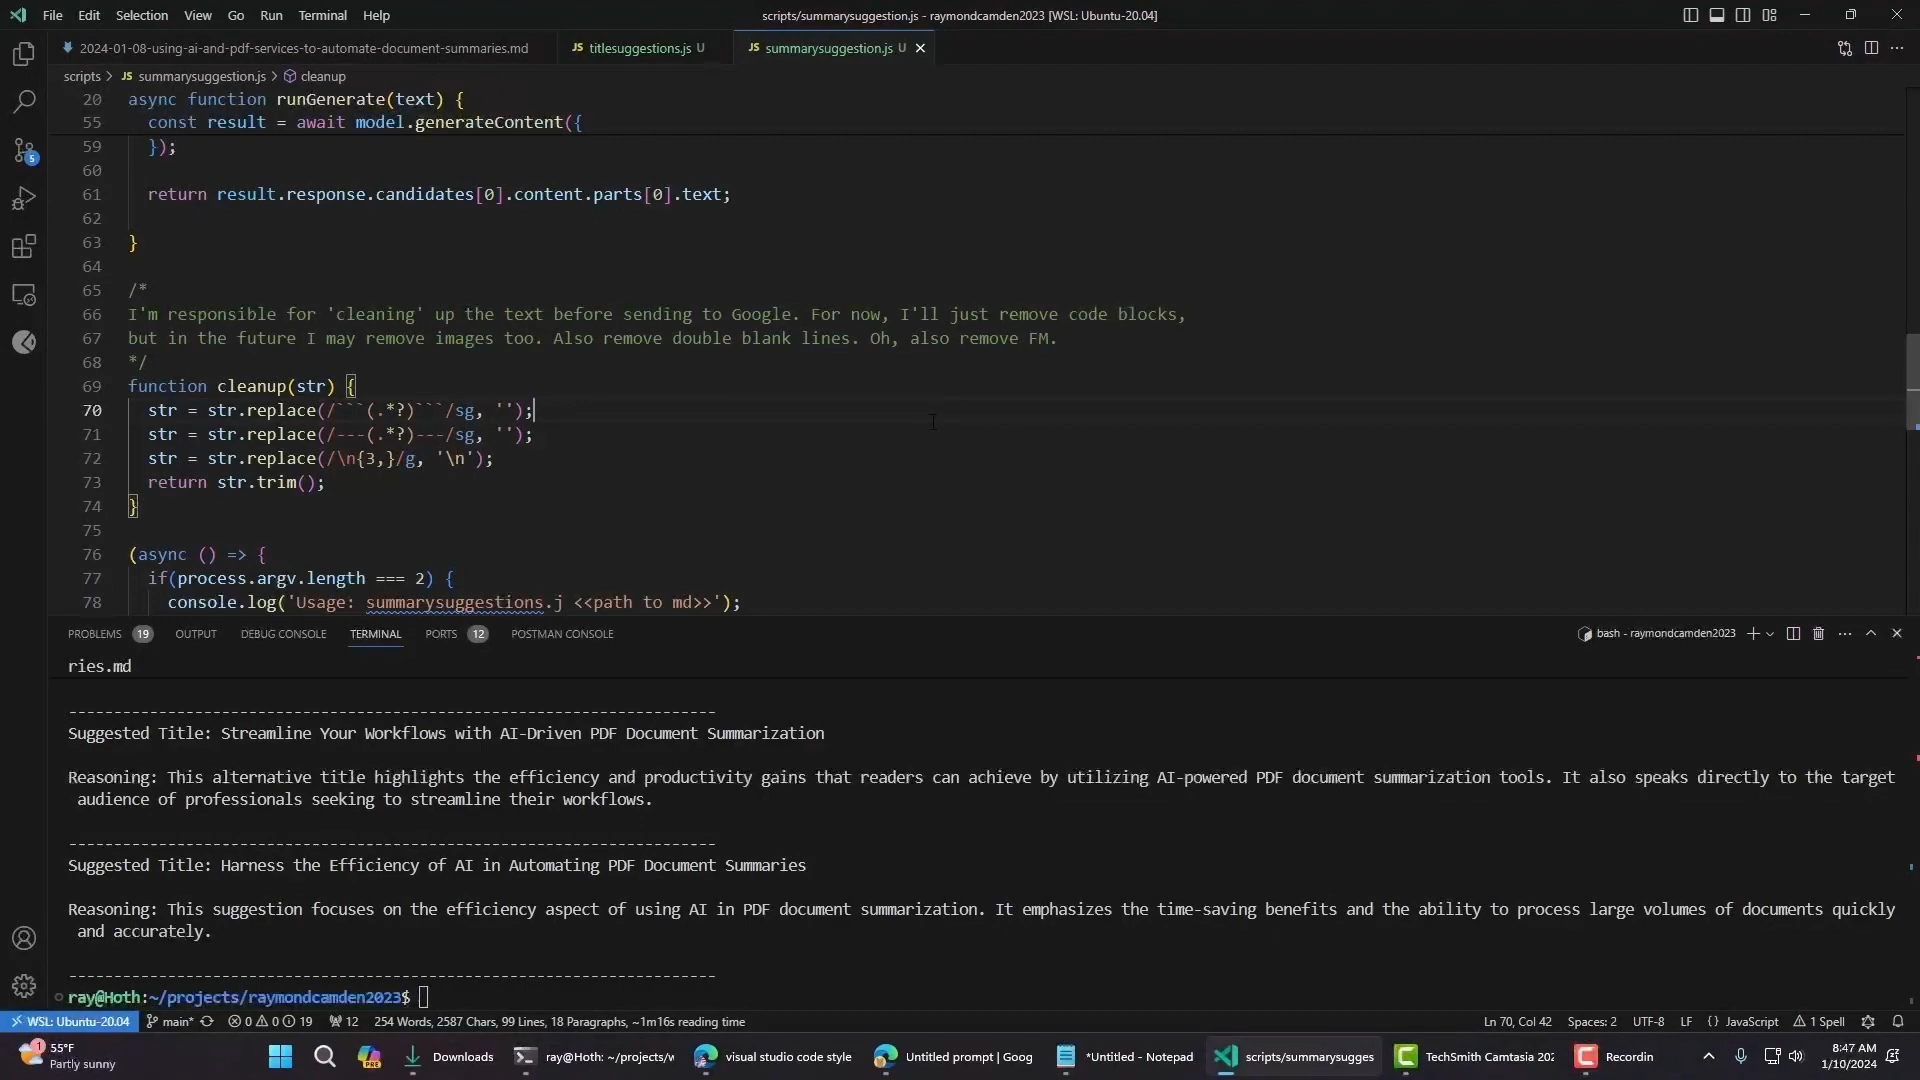 File Edit Selection View Go Run Terminal Help
scripts/summarysuggestion.js - raymondcamden2023 [WSL: Ubuntu-20.04]
2024-01-08-using-ai-and-pdf-services-to-automate-document-summaries.md
JS titlesuggestions.js U
JS summarysuggestion.js U
scripts > JS summarysuggestion.js > cleanup
20 async function runGenerate(text) {
55 const result = await model.generateContent({
59 });
60
61 return result.response.candidates[0].content.parts[0].text;
62
63 }
64
65 /*
66 I'm responsible for 'cleaning' up the text before sending to Google. For now, I'll just remove code blocks,
67 but in the future I may remove images too. Also remove double blank lines. Oh, also remove FM.
68 */
69 function cleanup(str) {
70 str = str.replace(/```(.*?)```/sg, '');
71 str = str.replace(/---(.*?)---/sg, '');
72 str = str.replace(/\n{3,}/g, '\n');
73 return str.trim();
74 }
75
76 (async () => {
77 if(process.argv.length === 2) {
78 console.log('Usage: summarysuggestions.j <<path to md>>');
5
PROBLEMS 19 OUTPUT DEBUG CONSOLE TERMINAL PORTS 12 POSTMAN CONSOLE
bash - raymondcamden2023
ries.md
------------------------------------------------------------------------
Suggested Title: Streamline Your Workflows with AI-Driven PDF Document Summarization
Reasoning: This alternative title highlights the efficiency and productivity gains that readers can achieve by utilizing AI-powered PDF document summarization tools. It also speaks directly to the target
audience of professionals seeking to streamline their workflows.
------------------------------------------------------------------------
Suggested Title: Harness the Efficiency of AI in Automating PDF Document Summaries
Reasoning: This suggestion focuses on the efficiency aspect of using AI in PDF document summarization. It emphasizes the time-saving benefits and the ability to process large volumes of documents quickly
and accurately.
------------------------------------------------------------------------
ray@Hoth:~/projects/raymondcamden2023$
WSL: Ubuntu-20.04 main* 0 0 19 12 254 Words, 2587 Chars, 99 Lines, 18 Paragraphs, ~1m16s reading time
Ln 70, Col 42 Spaces: 2 UTF-8 LF {} JavaScript 1 Spell
1 55°F
Partly sunny
PRE
Downloads
ray@Hoth: ~/projects/w
visual studio code style
Untitled prompt | Goog
*Untitled - Notepad
scripts/summarysugges
TechSmith Camtasia 202
Recordin
8:47 AM
1/10/2024